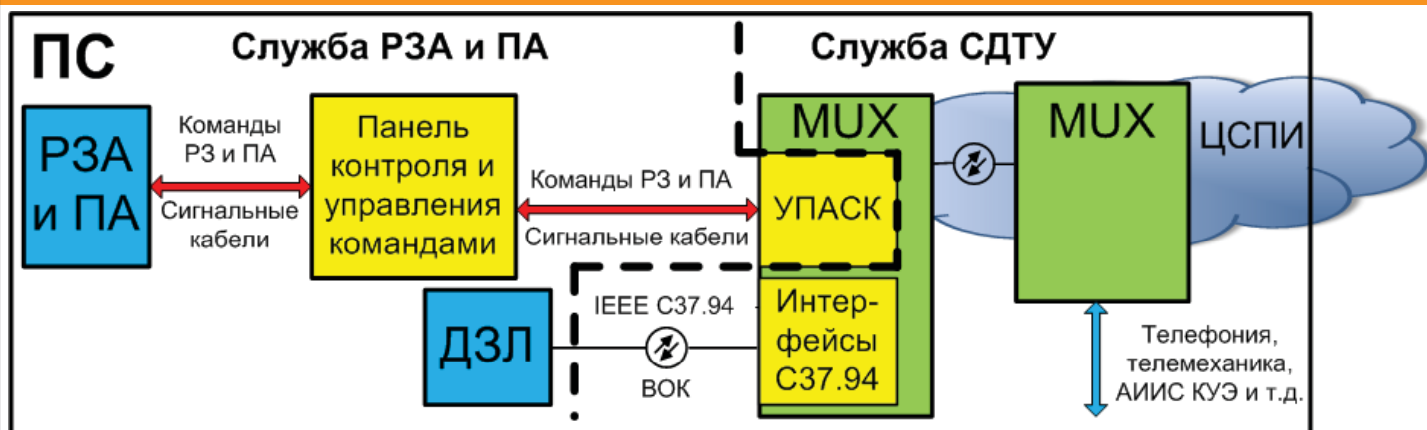 ПС
Служба РЗА и ПА
Служба СДТУ
РЗА
и ПА
Команды
РЗ и ПА
Сигнальные
кабели
Панель
контроля и
управления
командами
Команды РЗ и ПА
Сигнальные кабели
MUX
УПАСК
MUX
ЦСПИ
ДЗЛ
IEEE C37.94
ВОК
Интер-
фейсы
C37.94
Телефония,
телемеханика,
АИИС КУЭ и т.д.